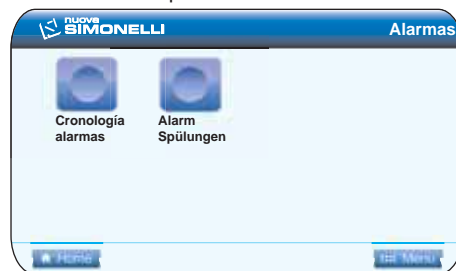 nuova
SIMONELLI
Alarmas
Cronología
alarmas
Alarm
Spülungen
Home
Menu